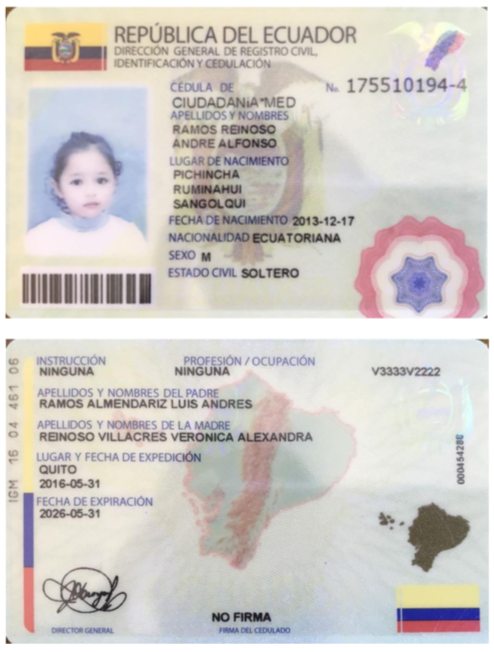 REPÚBLICA DEL ECUADOR
DIRECCIÓN GENERAL DE REGISTRO CIVIL,
IDENTIFICACIÓN Y CEDULACIÓN
CÉDULA DE No. 175510194-4
CIUDADANíA*MED
APELLIDOS Y NOMBRES
RAMOS REINOSO
ANDRE ALFONSO
LUGAR DE NACIMIENTO
PICHINCHA
RUMINAHUI
SANGOLQUI
FECHA DE NACIMIENTO 2013-12-17
NACIONALIDAD ECUATORIANA
SEXO M
ESTADO CIVIL SOLTERO
INSTRUCCIÓN PROFESIÓN / OCUPACIÓN V3333V2222
NINGUNA NINGUNA
APELLIDOS Y NOMBRES DEL PADRE
RAMOS ALMENDARIZ LUIS ANDRES
APELLIDOS Y NOMBRES DE LA MADRE
REINOSO VILLACRES VERONICA ALEXANDRA
LUGAR Y FECHA DE EXPEDICIÓN
QUITO
2016-05-31
FECHA DE EXPIRACIÓN
2026-05-31
IGM 16 04 461 06
NO FIRMA
DIRECTOR GENERAL FIRMA DEL CEDULADO